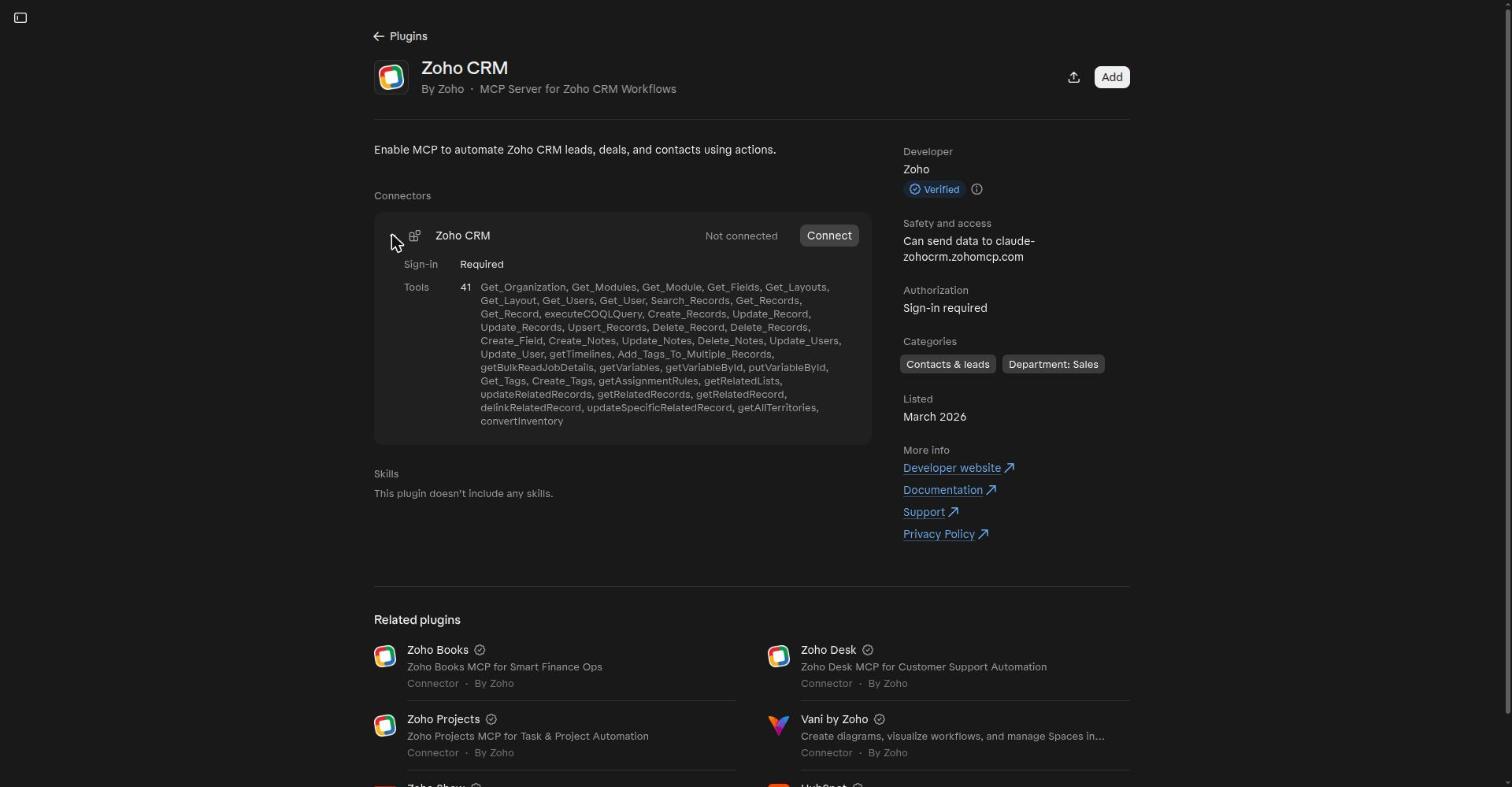 Plugins
Zoho CRM
By Zoho · MCP Server for Zoho CRM Workflows
Add
Enable MCP to automate Zoho CRM leads, deals, and contacts using actions.
Connectors
Zoho CRM
Not connected
Connect
Sign-in Required
Tools 41 Get_Organization, Get_Modules, Get_Module, Get_Fields, Get_Layouts,
Get_Layout, Get_Users, Get_User, Search_Records, Get_Records,
Get_Record, executeCOQLQuery, Create_Records, Update_Record,
Update_Records, Upsert_Records, Delete_Record, Delete_Records,
Create_Field, Create_Notes, Update_Notes, Delete_Notes, Update_Users,
Update_User, getTimelines, Add_Tags_To_Multiple_Records,
getBulkReadJobDetails, getVariables, getVariableById, putVariableById,
Get_Tags, Create_Tags, getAssignmentRules, getRelatedLists,
updateRelatedRecords, getRelatedRecords, getRelatedRecord,
delinkRelatedRecord, updateSpecificRelatedRecord, getAllTerritories,
convertInventory
Skills
This plugin doesn't include any skills.
Developer
Zoho
Verified
Safety and access
Can send data to claude-
zohocrm.zohomcp.com
Authorization
Sign-in required
Categories
Contacts & leads
Department: Sales
Listed
March 2026
More info
Developer website
Documentation
Support
Privacy Policy
Related plugins
Zoho Books
Zoho Books MCP for Smart Finance Ops
Connector · By Zoho
Zoho Desk
Zoho Desk MCP for Customer Support Automation
Connector · By Zoho
Zoho Projects
Zoho Projects MCP for Task & Project Automation
Connector · By Zoho
Vani by Zoho
Create diagrams, visualize workflows, and manage Spaces in...
Connector · By Zoho
Zoho Show
HubSpot